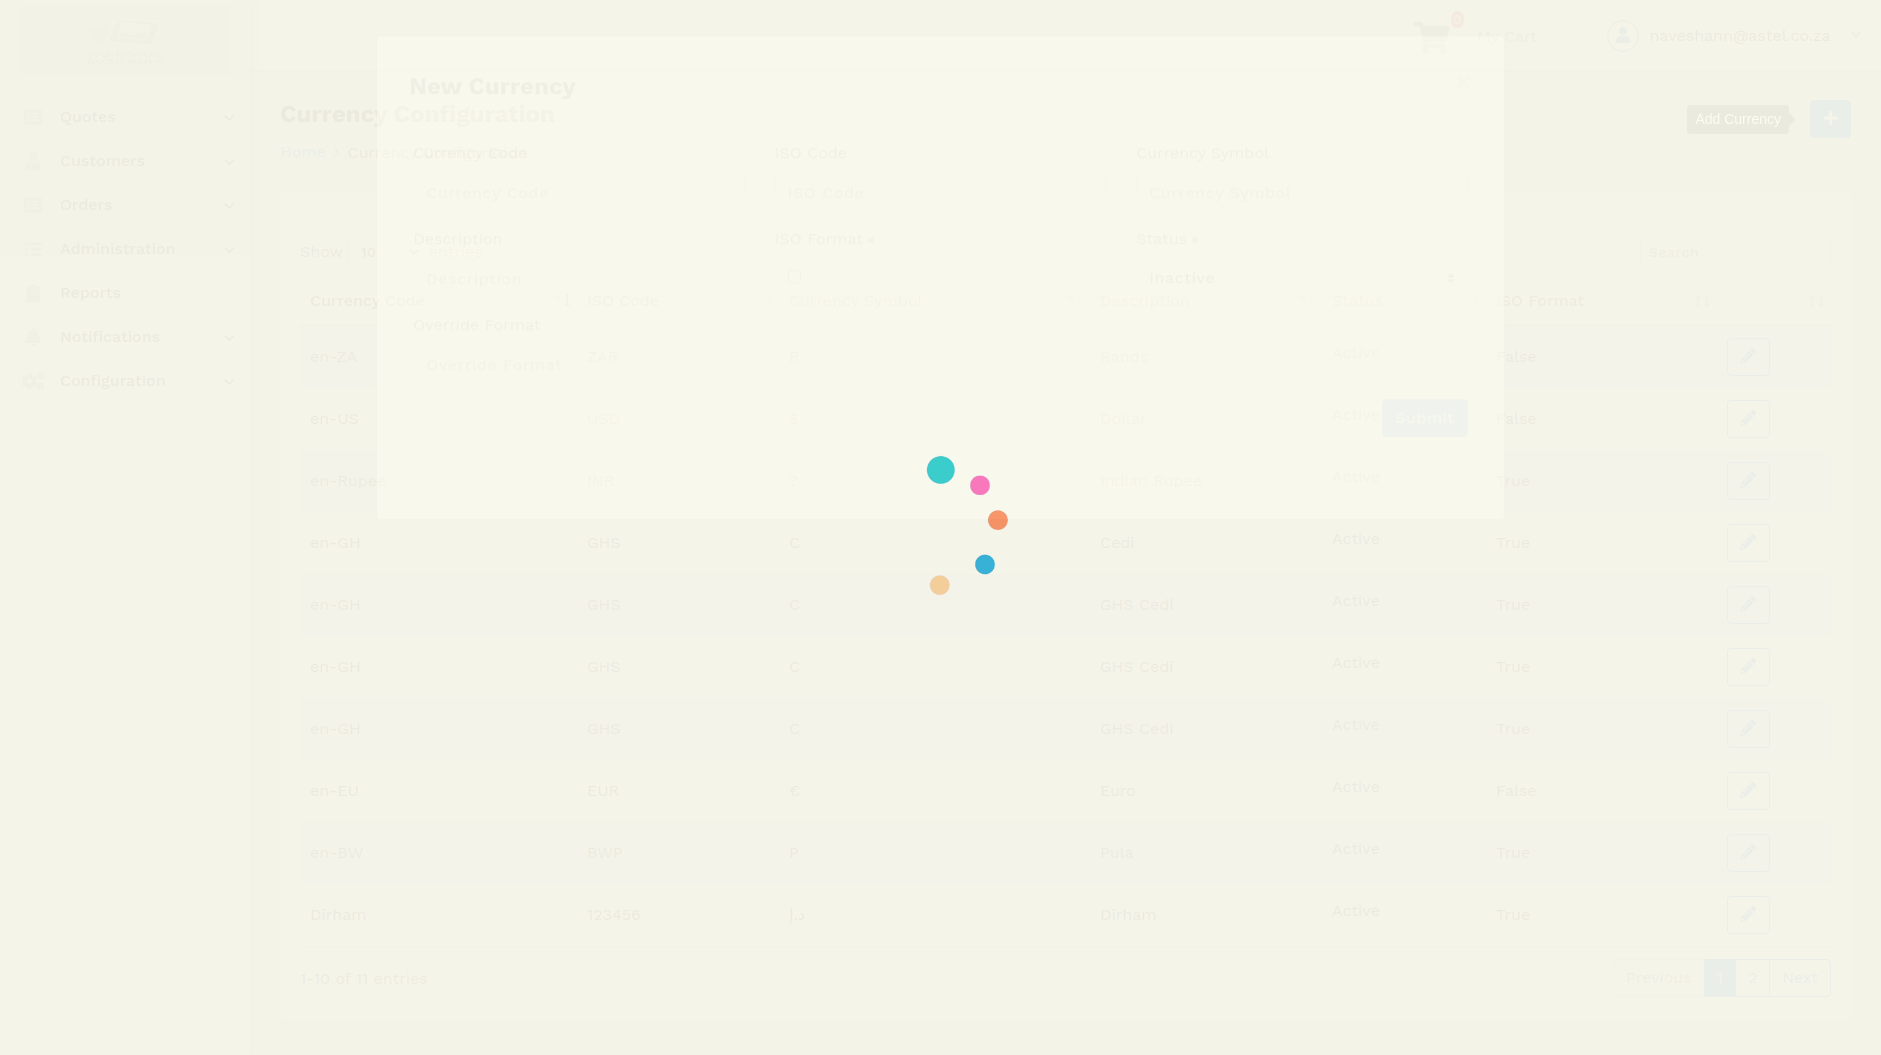 0
My Cart
naveshann@astei.co.za
New Currency
Currency Configuration
Add Currency
Home
Quotes
Customers
Orders
Administration
Reports
Notifications
Configuration
Currency Code ISO Code Currency Symbol
Currency Code ISO Code Currency Symbol
Description ISO Format * Status *
Show 10 entries Search
Description Inactive
Currency Code ISO Code Currency Symbol Description Status ISO Format
Override Format
en-ZA ZAR R Rands Active False
Override Format
en-US USD $ Dollar Active False
Submit
en-Rupee INR Indian Rupee Active True
en-GH GHS C Cedi Active True
en-GH GHS C GHS Cedi Active True
en-GH GHS C GHS Cedi Active True
en-GH GHS C GHS Cedi Active True
en-EU EUR € Euro Active False
en-BW BWP P Pula Active True
Dirham 123456 د.إ Dirham Active True
1-10 of 11 entries
Previous 1 2 Next